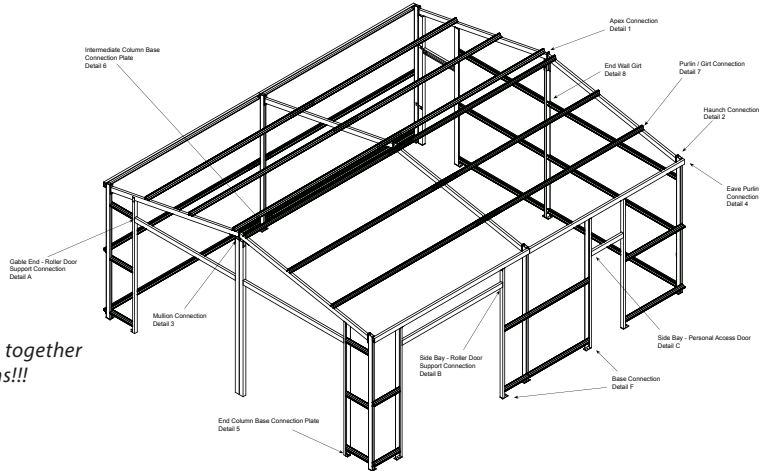 Apex Connection
Detail 1
Intermediate Column Base
Connection Plate
Detail 6
End Wall Girt
Detail 8
Purlin / Girt Connection
Detail 7
Haunch Connection
Detail 2
Eave Purlin
Connection
Detail 4
Gable End - Roller Door
Support Connection
Detail A
Mullion Connection
Detail 3
Side Bay - Personal Access Door
Detail C
together
Side Bay - Roller Door
Support Connection
Detail B
ns!!!
Base Connection
Detail F
End Column Base Connection Plate
Detail 5